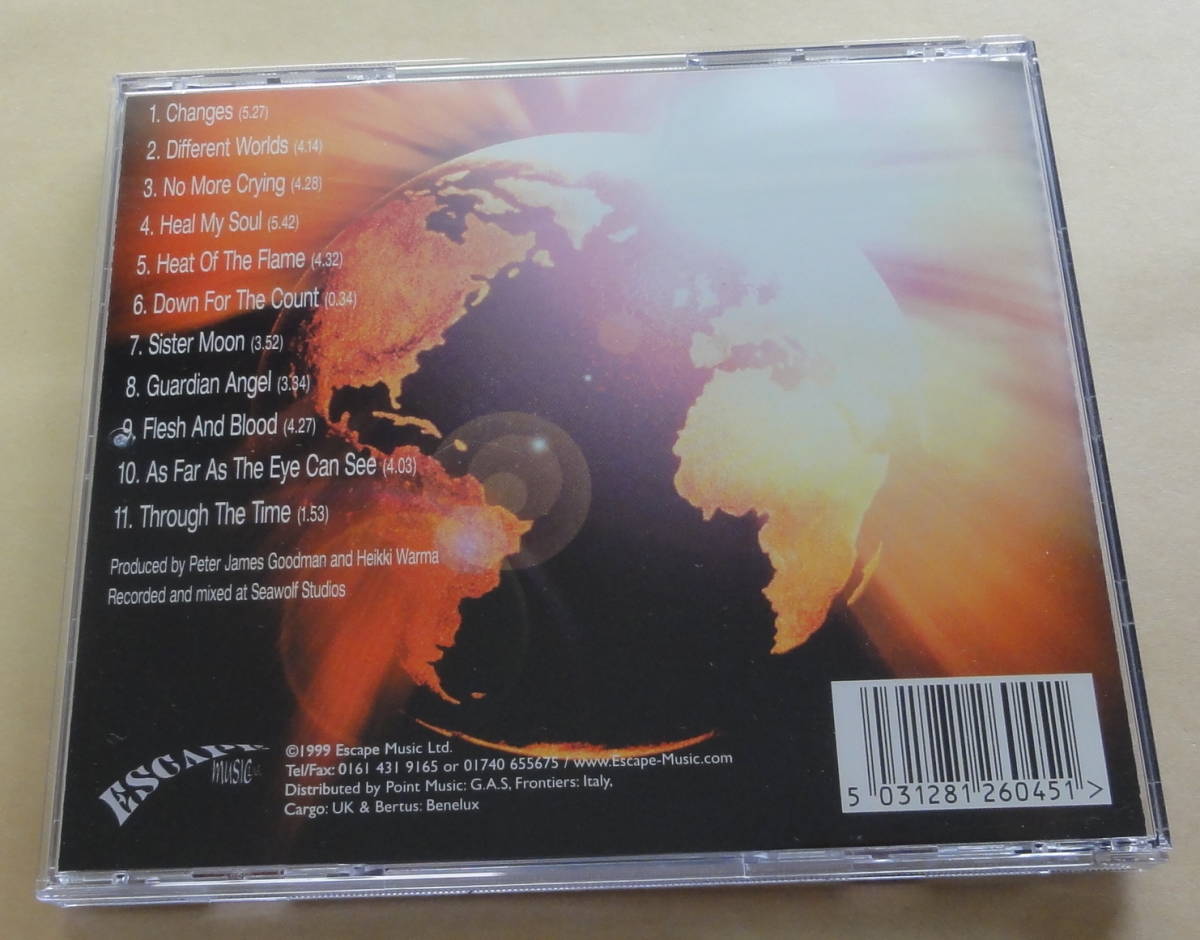 1. Changes (5.27)
2. Different Worlds (4.14)
3. No More Crying (4.28)
4. Heal My Soul (5.42)
5. Heat Of The Flame (4.32)
6. Down For The Count (0.34)
7. Sister Moon (3.52)
8. Guardian Angel (3.34)
9. Flesh And Blood (4.27)
10. As Far As The Eye Can See (4.03)
11. Through The Time (1.53)
Produced by Peter James Goodman and Heikki Warma
Recorded and mixed at Seawolf Studios
ESCAPE
music
©1999 Escape Music Ltd.
Tel/Fax: 0161 431 9165 or 01740 655675 / www.Escape-Music.com
Distributed by Point Music: G.A.S, Frontiers: Italy,
Cargo: UK & Bertus: Benelux
5 031281 260451 >